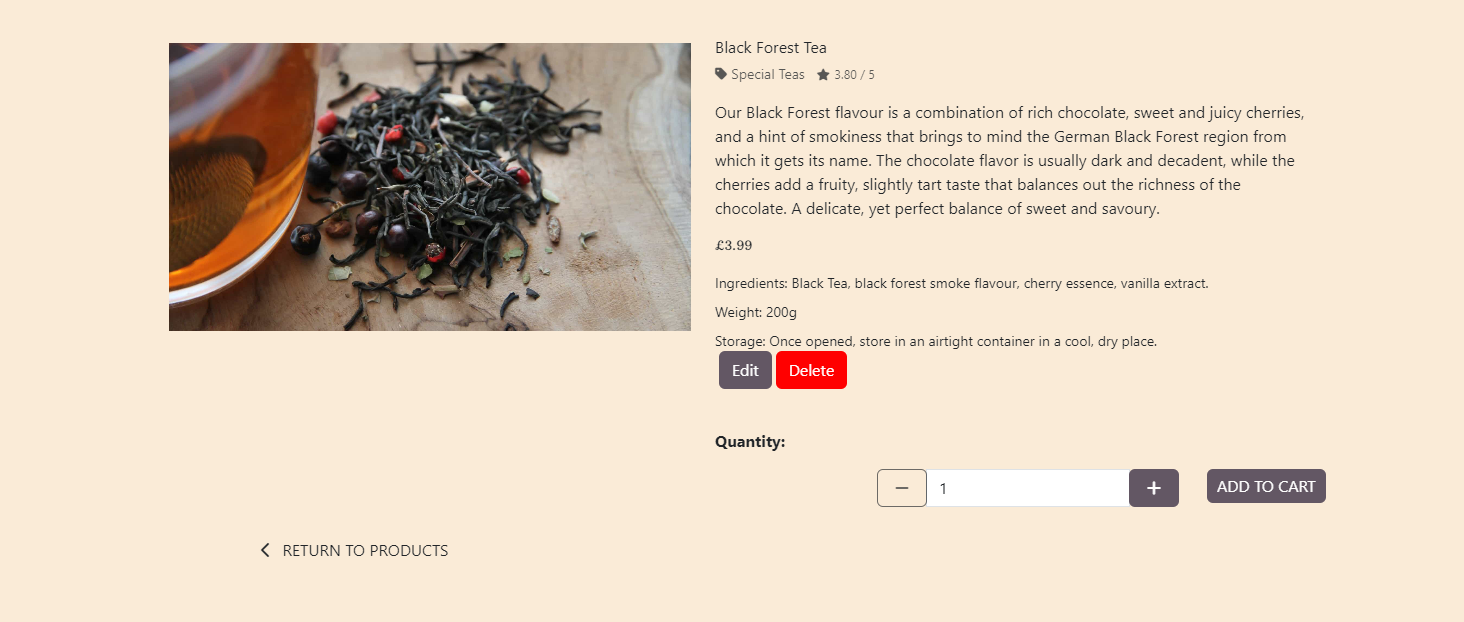 Black Forest Tea
Special Teas 3.80 / 5
Our Black Forest flavour is a combination of rich chocolate, sweet and juicy cherries,
and a hint of smokiness that brings to mind the German Black Forest region from
which it gets its name. The chocolate flavor is usually dark and decadent, while the
cherries add a fruity, slightly tart taste that balances out the richness of the
chocolate. A delicate, yet perfect balance of sweet and savoury.
£3.99
Ingredients: Black Tea, black forest smoke flavour, cherry essence, vanilla extract.
Weight: 200g
Storage: Once opened, store in an airtight container in a cool, dry place.
Edit Delete
Quantity:
− 1 + ADD TO CART
RETURN TO PRODUCTS